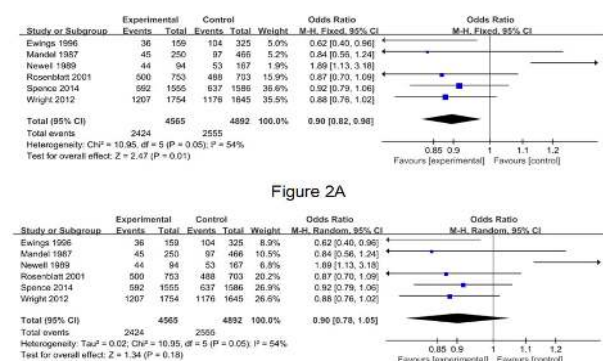 Experimental Control Odds Ratio Odds Ratio
Study or Subgroup Events Total Events Total Weight M-H, Fixed, 95% CI M-H, Fixed, 95% CI
Ewings 1996 36 159 104 325 5.0% 0.62 [0.40, 0.96]
Mandel 1987 45 250 97 466 5.2% 0.84 [0.56, 1.24]
Newell 1989 44 94 53 167 1.9% 1.89 [1.13, 3.18]
Rosenblatt 2001 500 753 488 703 0.87 [0.70, 1.09]
Spence 2014 592 1555 637 1586 0.92 [0.79, 1.06]
Wright 2012 1207 1754 1176 1645 0.88 [0.76, 1.02]
Total (95% CI) 4565 4892 100.0% 0.90 [0.82, 0.98]
Total events 2424 2555
Heterogeneity: Chi² = 10.95, df = 5 (P = 0.05); I² = 54%
Test for overall effect: Z = 2.47 (P = 0.01)
0.85 0.9 1 1.1 1.2
Favours [experimental] Favours [control]
Figure 2A
Experimental Control Odds Ratio Odds Ratio
Study or Subgroup Events Total Events Total Weight M-H, Random, 95% CI M-H, Random, 95% CI
Ewings 1996 36 159 104 325 8.9% 0.62 [0.40, 0.96]
Mandel 1987 45 250 97 466 0.84 [0.56, 1.24]
Newell 1989 44 94 53 167 1.89 [1.13, 3.18]
Rosenblatt 2001 500 753 488 703 20.2% 0.87 [0.70, 1.09]
Spence 2014 592 1555 637 1586 0.92 [0.79, 1.06]
Wright 2012 1207 1754 1176 1645 0.88 [0.76, 1.02]
Total (95% CI) 4565 4892 100.0% 0.90 [0.78, 1.05]
Total events 2424 2555
Heterogeneity: Tau² = 0.02; Chi² = 10.95, df = 5 (P = 0.05); I² = 54%
Test for overall effect: Z = 1.34 (P = 0.18)
0.85 0.9 1 1.1 1.2
Favours [experimental] Favours [control]